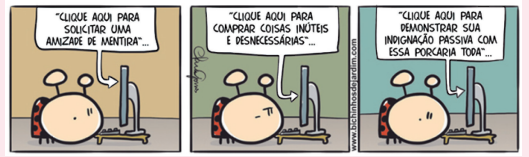 "CLIQUE AQUI PARA
SOLICITAR UMA
AMIZADE DE MENTIRA"...
"CLIQUE AQUI PARA
COMPRAR COISAS INÚTEIS
E DESNECESSÁRIAS"...
"CLIQUE AQUI PARA
DEMONSTRAR SUA
INDIGNAÇÃO PASSIVA COM
ESSA PORCARIA TODA"...
www.bichinhosdejardim.com